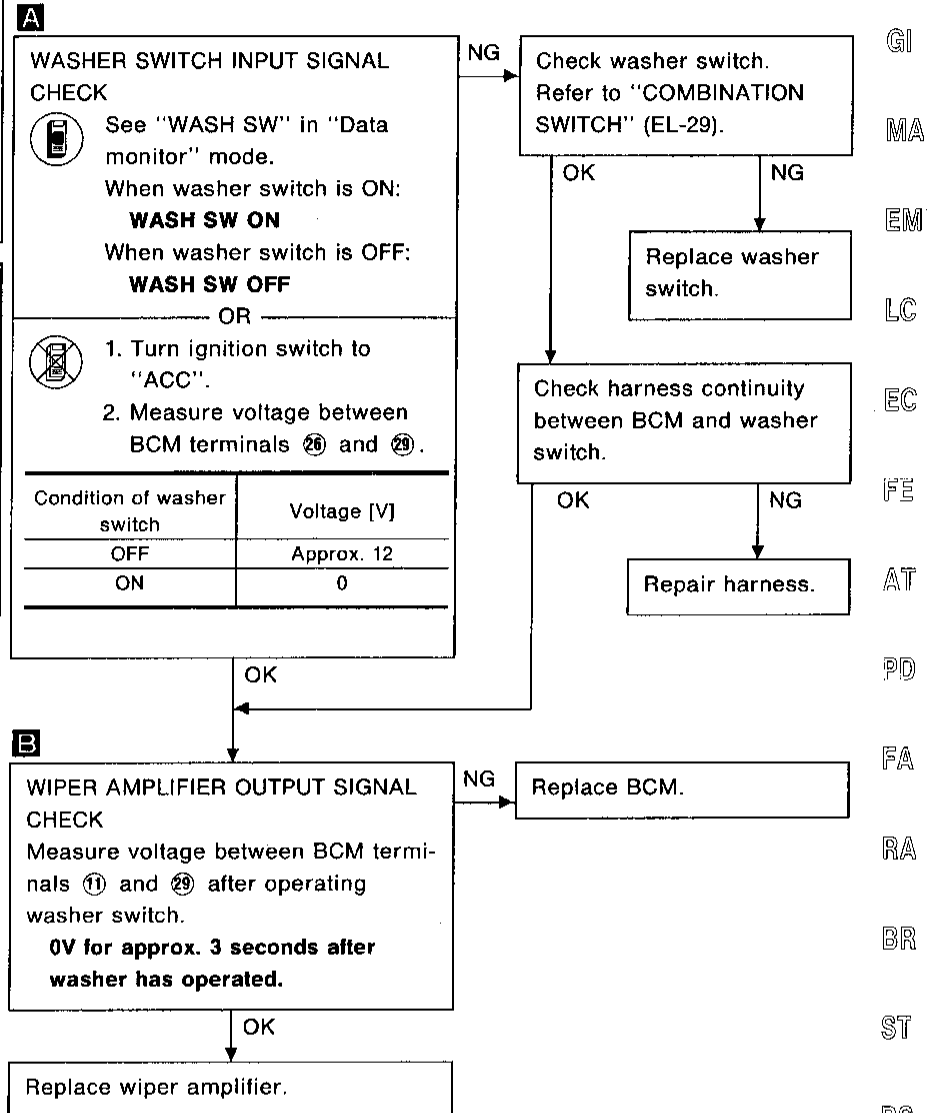 A
WASHER SWITCH INPUT SIGNAL
CHECK
See "WASH SW" in "Data
monitor" mode.
When washer switch is ON:
WASH SW ON
When washer switch is OFF:
WASH SW OFF
OR
1. Turn ignition switch to
"ACC".
2. Measure voltage between
BCM terminals ㉖ and ㉙.
Condition of washer
switch
Voltage [V]
OFF
Approx. 12
ON
0
NG
Check washer switch.
Refer to "COMBINATION
SWITCH" (EL-29).
OK
NG
Replace washer
switch.
Check harness continuity
between BCM and washer
switch.
OK
NG
Repair harness.
OK
B
WIPER AMPLIFIER OUTPUT SIGNAL
CHECK
Measure voltage between BCM termi-
nals ⑪ and ㉙ after operating
washer switch.
0V for approx. 3 seconds after
washer has operated.
NG
Replace BCM.
OK
Replace wiper amplifier.
GI
MA
EM
LC
EC
FE
AT
PD
FA
RA
BR
ST